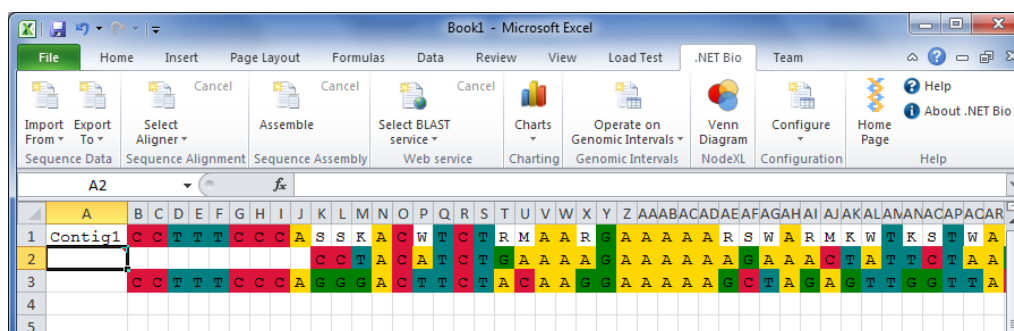 Book1 - Microsoft Excel
File Home Insert Page Layout Formulas Data Review View Load Test .NET Bio Team
Cancel Cancel Cancel Help
Import From Export To Select Aligner Assemble Select BLAST service Charts Operate on Genomic Intervals Venn Diagram Configure Home Page About .NET Bio
Sequence Data Sequence Alignment Sequence Assembly Web service Charting Genomic Intervals NodeXL Configuration Help
A2 fx
A B C D E F G H I J K L M N O P Q R S T U V W X Y Z AA AB AC AD AE AF AG AH AI AJ AK AL AM AN AO AP AQ AR
1 Contig1 C C T T T C C C A S S K A C W T C T R M A A R G A A A A A R S W A R M K W T K S T W A
2 C C T A C A T C T G A A A A G A A A A A A G A A A C T A T T C T A A
3 C C T T T C C C A G G G A C T T C T A C A A G G A A A A A G C T A G A G T T G G T T A
4
5